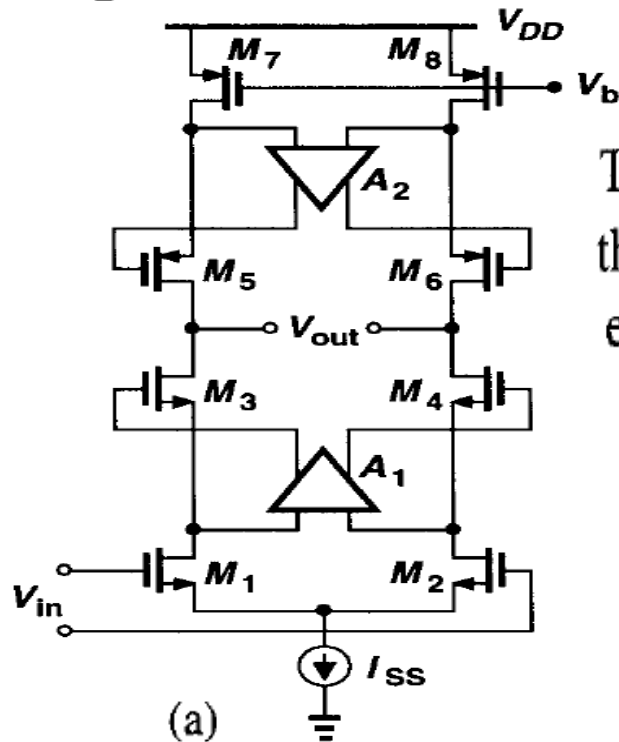 V_DD
M_7 M_8
V_b
A_2
M_5 M_6
V_out
M_3 M_4
A_1
M_1 M_2
V_in
I_SS
(a)